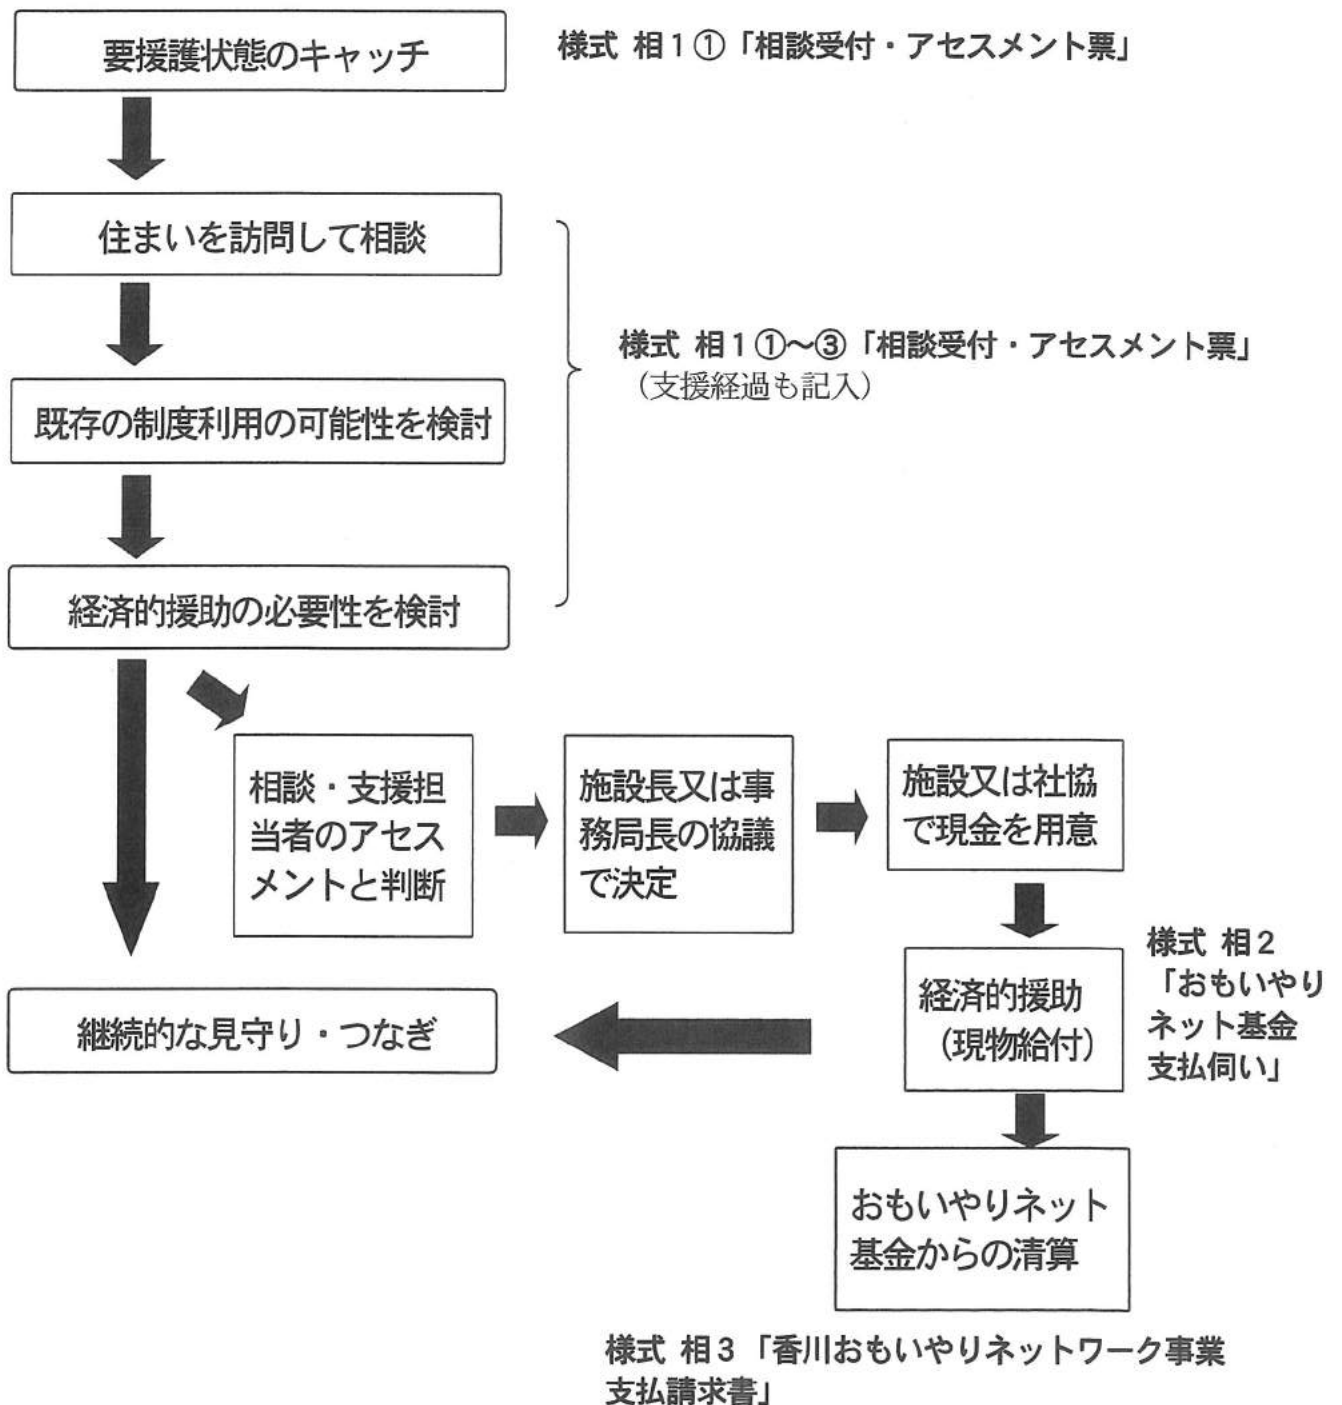 要援護状態のキャッチ
様式 相1①「相談受付・アセスメント票」
住まいを訪問して相談
様式 相1①～③「相談受付・アセスメント票」
（支援経過も記入）
既存の制度利用の可能性を検討
経済的援助の必要性を検討
相談・支援担
当者のアセス
メントと判断
施設長又は事
務局長の協議
で決定
施設又は社協
で現金を用意
様式 相2
「おもいやり
ネット基金
支払伺い」
経済的援助
（現物給付）
継続的な見守り・つなぎ
おもいやりネット
基金からの清算
様式 相3「香川おもいやりネットワーク事業
支払請求書」